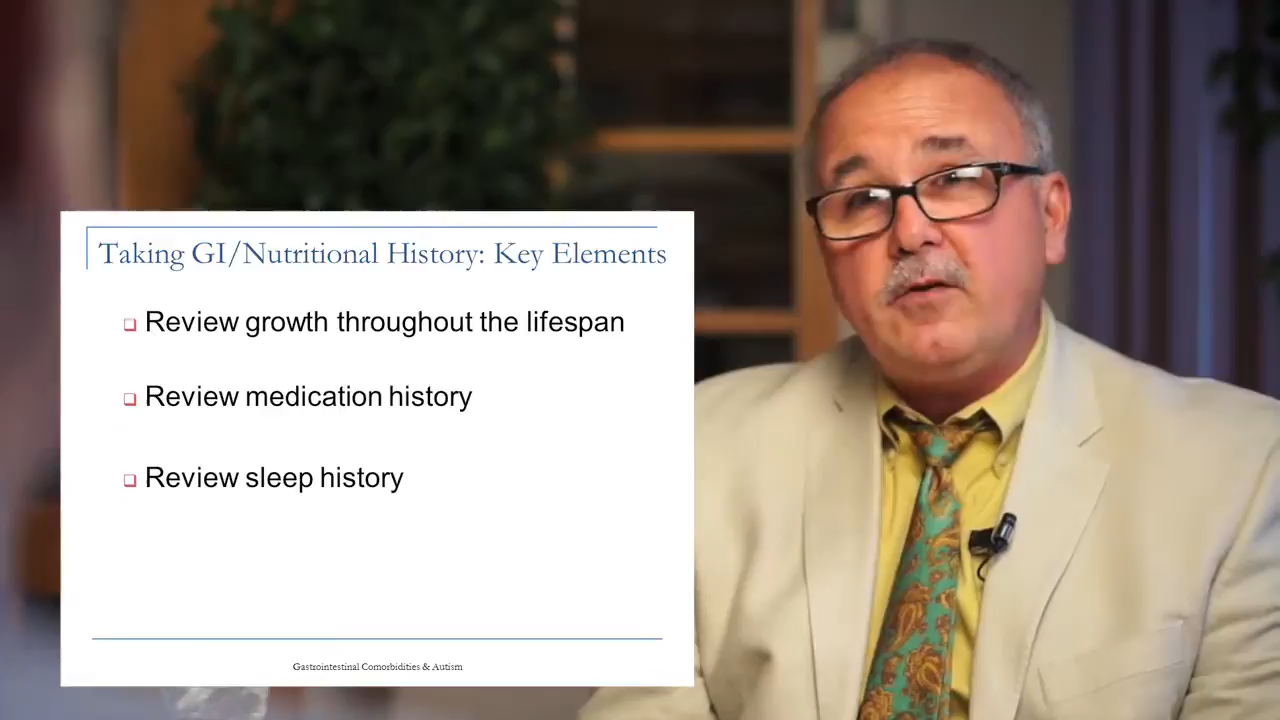 Taking GI/Nutritional History: Key Elements
Review growth throughout the lifespan
Review medication history
Review sleep history
Gastrointestinal Comorbidities & Autism